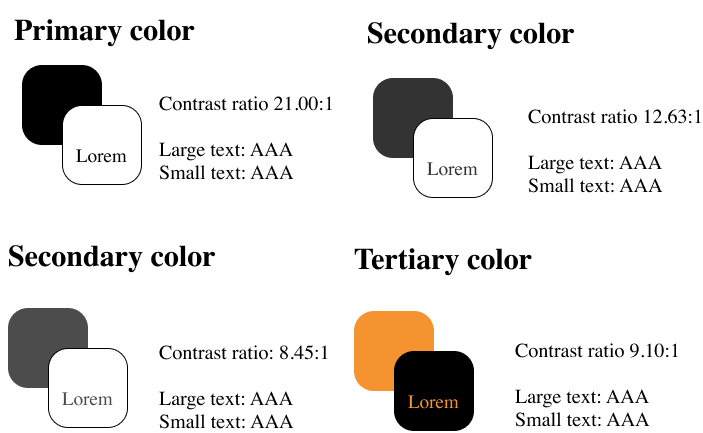 Primary color
Contrast ratio 21.00:1
Lorem
Large text: AAA
Small text: AAA
Secondary color
Contrast ratio 12.63:1
Lorem
Large text: AAA
Small text: AAA
Secondary color
Contrast ratio: 8.45:1
Lorem
Large text: AAA
Small text: AAA
Tertiary color
Contrast ratio 9.10:1
Lorem
Large text: AAA
Small text: AAA